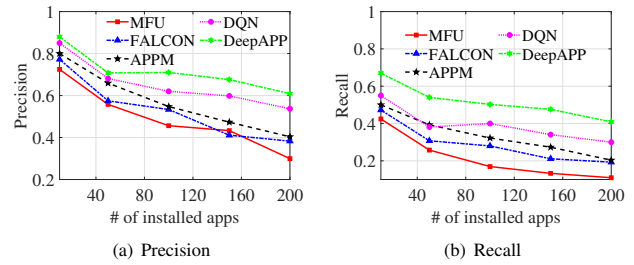 MFU
FALCON
APPM
DQN
DeepAPP
Precision
1
0.8
0.6
0.4
0.2
40 80 120 160 200
# of installed apps
(a) Precision
MFU
FALCON
APPM
DQN
DeepAPP
Recall
1
0.8
0.6
0.4
0.2
40 80 120 160 200
# of installed apps
(b) Recall